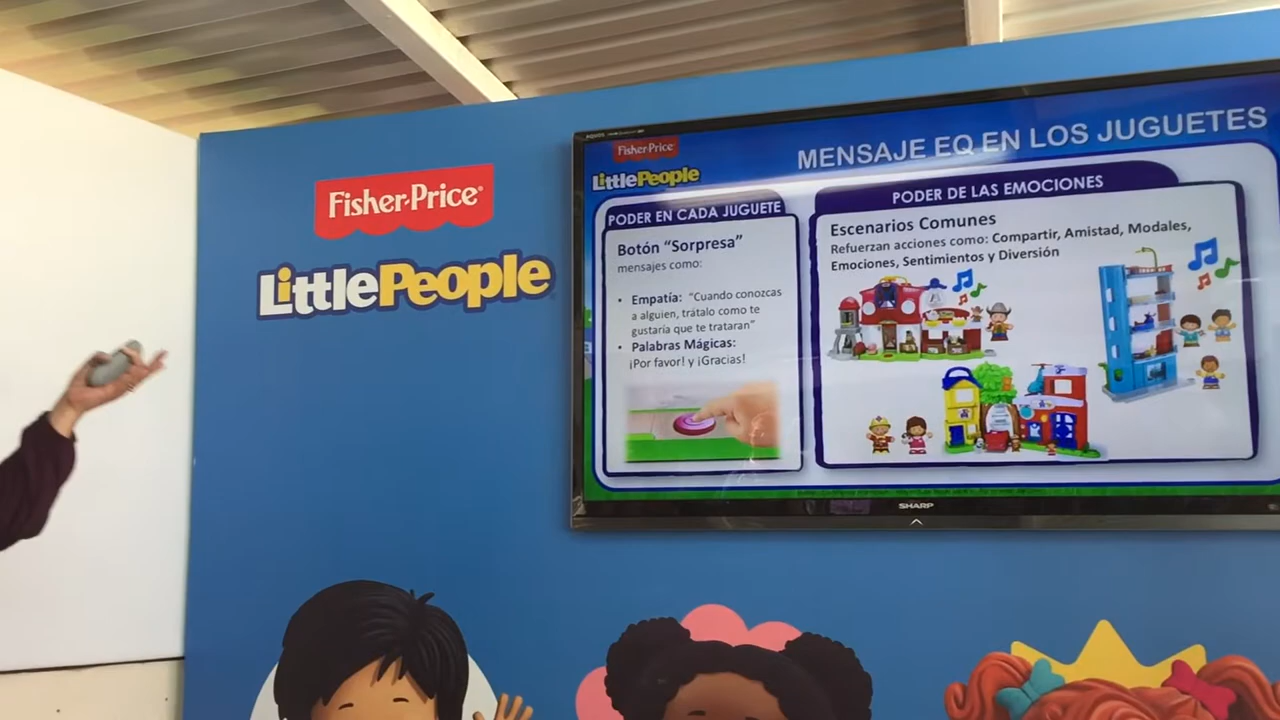 Fisher-Price
LittlePeople
Fisher-Price
LittlePeople
MENSAJE EQ EN LOS JUGUETES
PODER EN CADA JUGUETE
Botón “Sorpresa”
mensajes como:
• Empatía: “Cuando conozcas
a alguien, trátalo como te
gustaría que te trataran”
• Palabras Mágicas:
¡Por favor! y ¡Gracias!
PODER DE LAS EMOCIONES
Escenarios Comunes
Refuerzan acciones como: Compartir, Amistad, Modales,
Emociones, Sentimientos y Diversión
SHARP